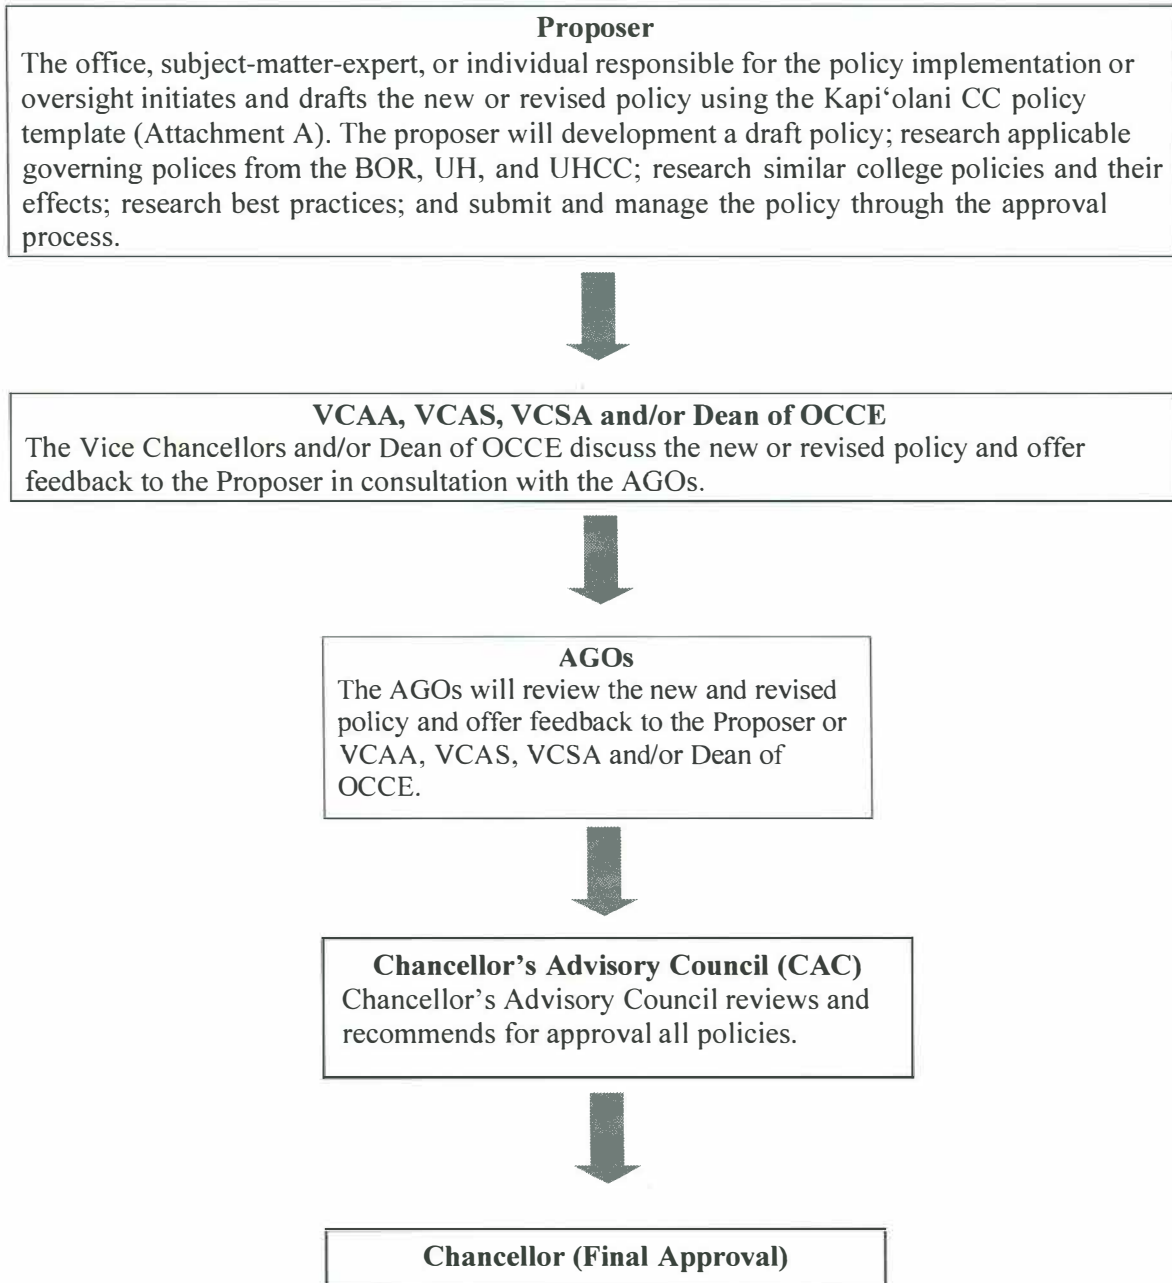 Proposer
The office, subject-matter-expert, or individual responsible for the policy implementation or
oversight initiates and drafts the new or revised policy using the Kapi‘olani CC policy
template (Attachment A). The proposer will development a draft policy; research applicable
governing polices from the BOR, UH, and UHCC; research similar college policies and their
effects; research best practices; and submit and manage the policy through the approval
process.
VCAA, VCAS, VCSA and/or Dean of OCCE
The Vice Chancellors and/or Dean of OCCE discuss the new or revised policy and offer
feedback to the Proposer in consultation with the AGOs.
AGOs
The AGOs will review the new and revised
policy and offer feedback to the Proposer or
VCAA, VCAS, VCSA and/or Dean of
OCCE.
Chancellor’s Advisory Council (CAC)
Chancellor’s Advisory Council reviews and
recommends for approval all policies.
Chancellor (Final Approval)